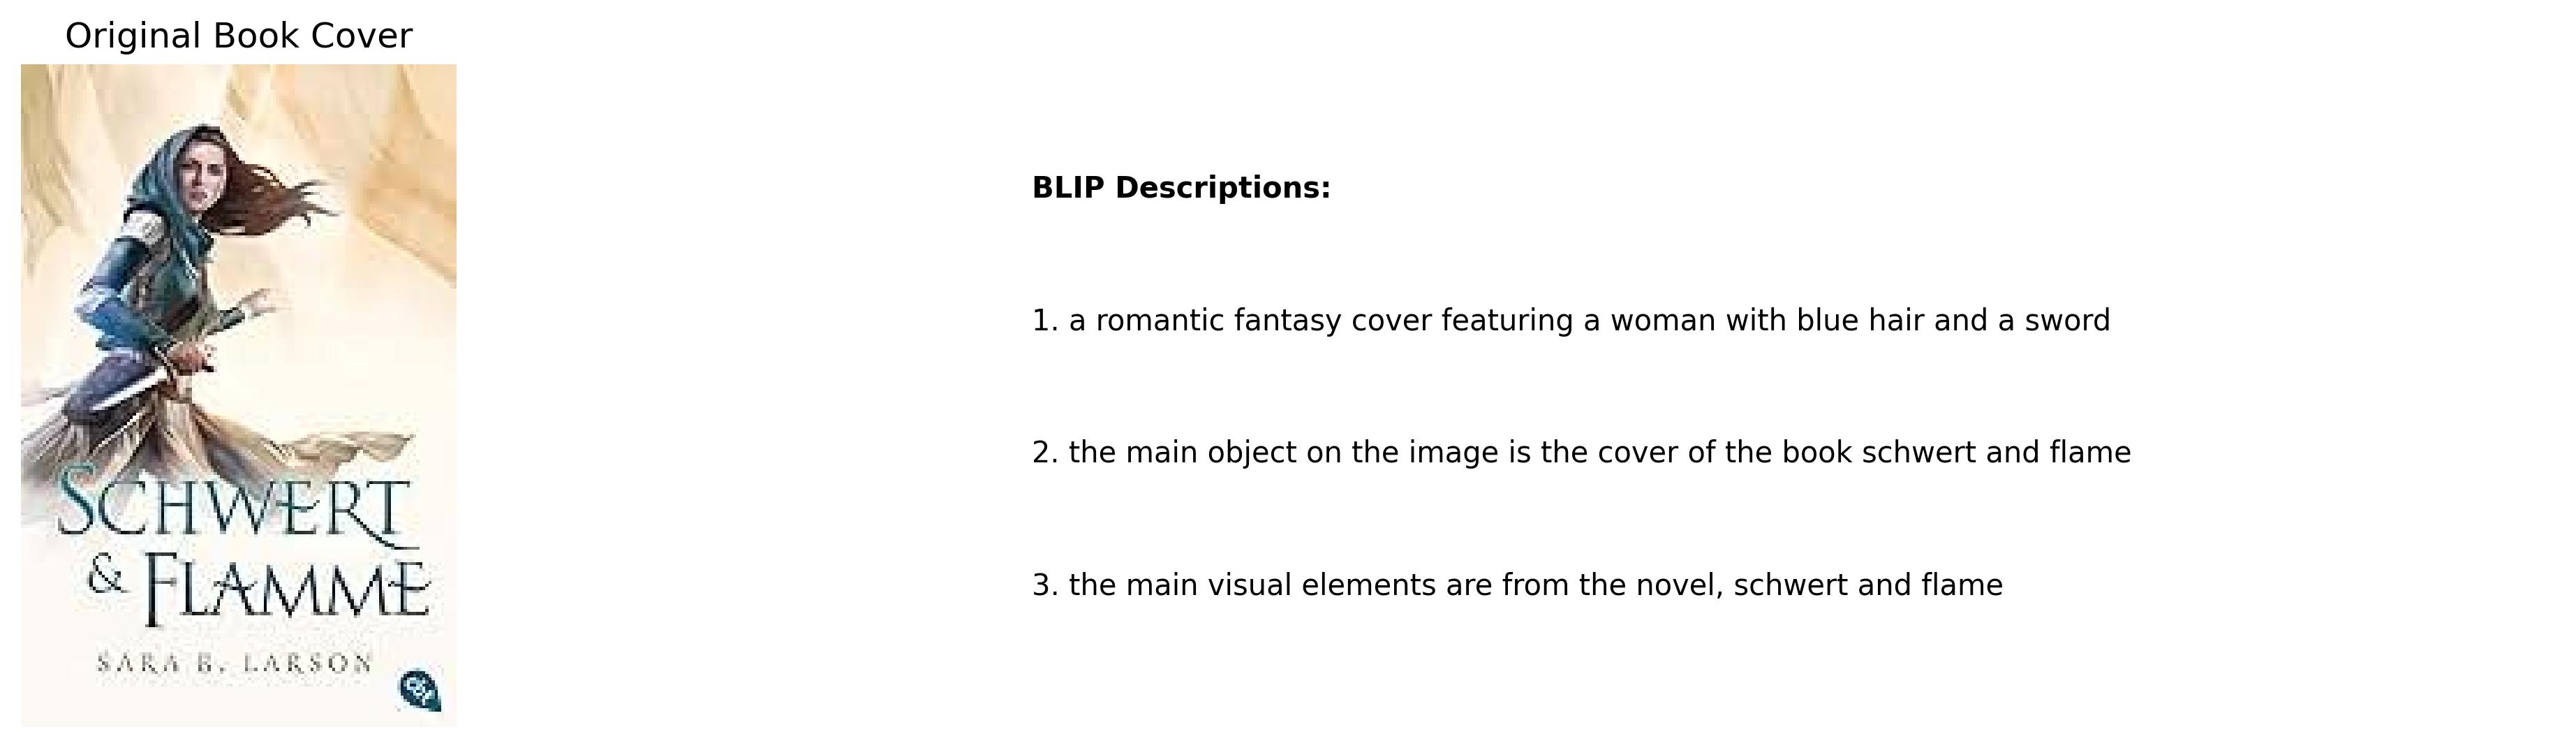 Original Book Cover
SCHWERT
& FLAMME
SARA B. LARSON
cbj
BLIP Descriptions:
1. a romantic fantasy cover featuring a woman with blue hair and a sword
2. the main object on the image is the cover of the book schwert and flame
3. the main visual elements are from the novel, schwert and flame